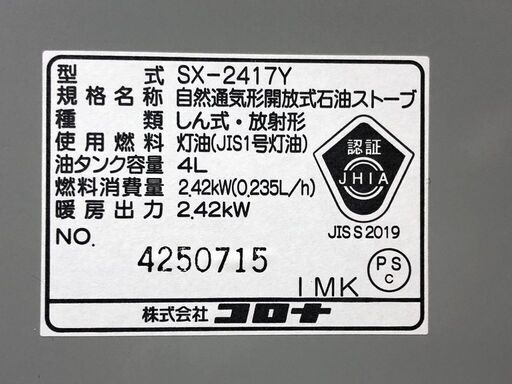 型式 SX-2417Y
規格名称 自然通気形開放式石油ストーブ
種類 しん式・放射形
使用燃料 灯油(JIS1号灯油)
油タンク容量 4L
燃料消費量 2.42kW(0.235L/h)
暖房出力 2.42kW
認証
JHIA
JIS S 2019
NO. 4250715
PS
C
IMK
株式会社 コロナ